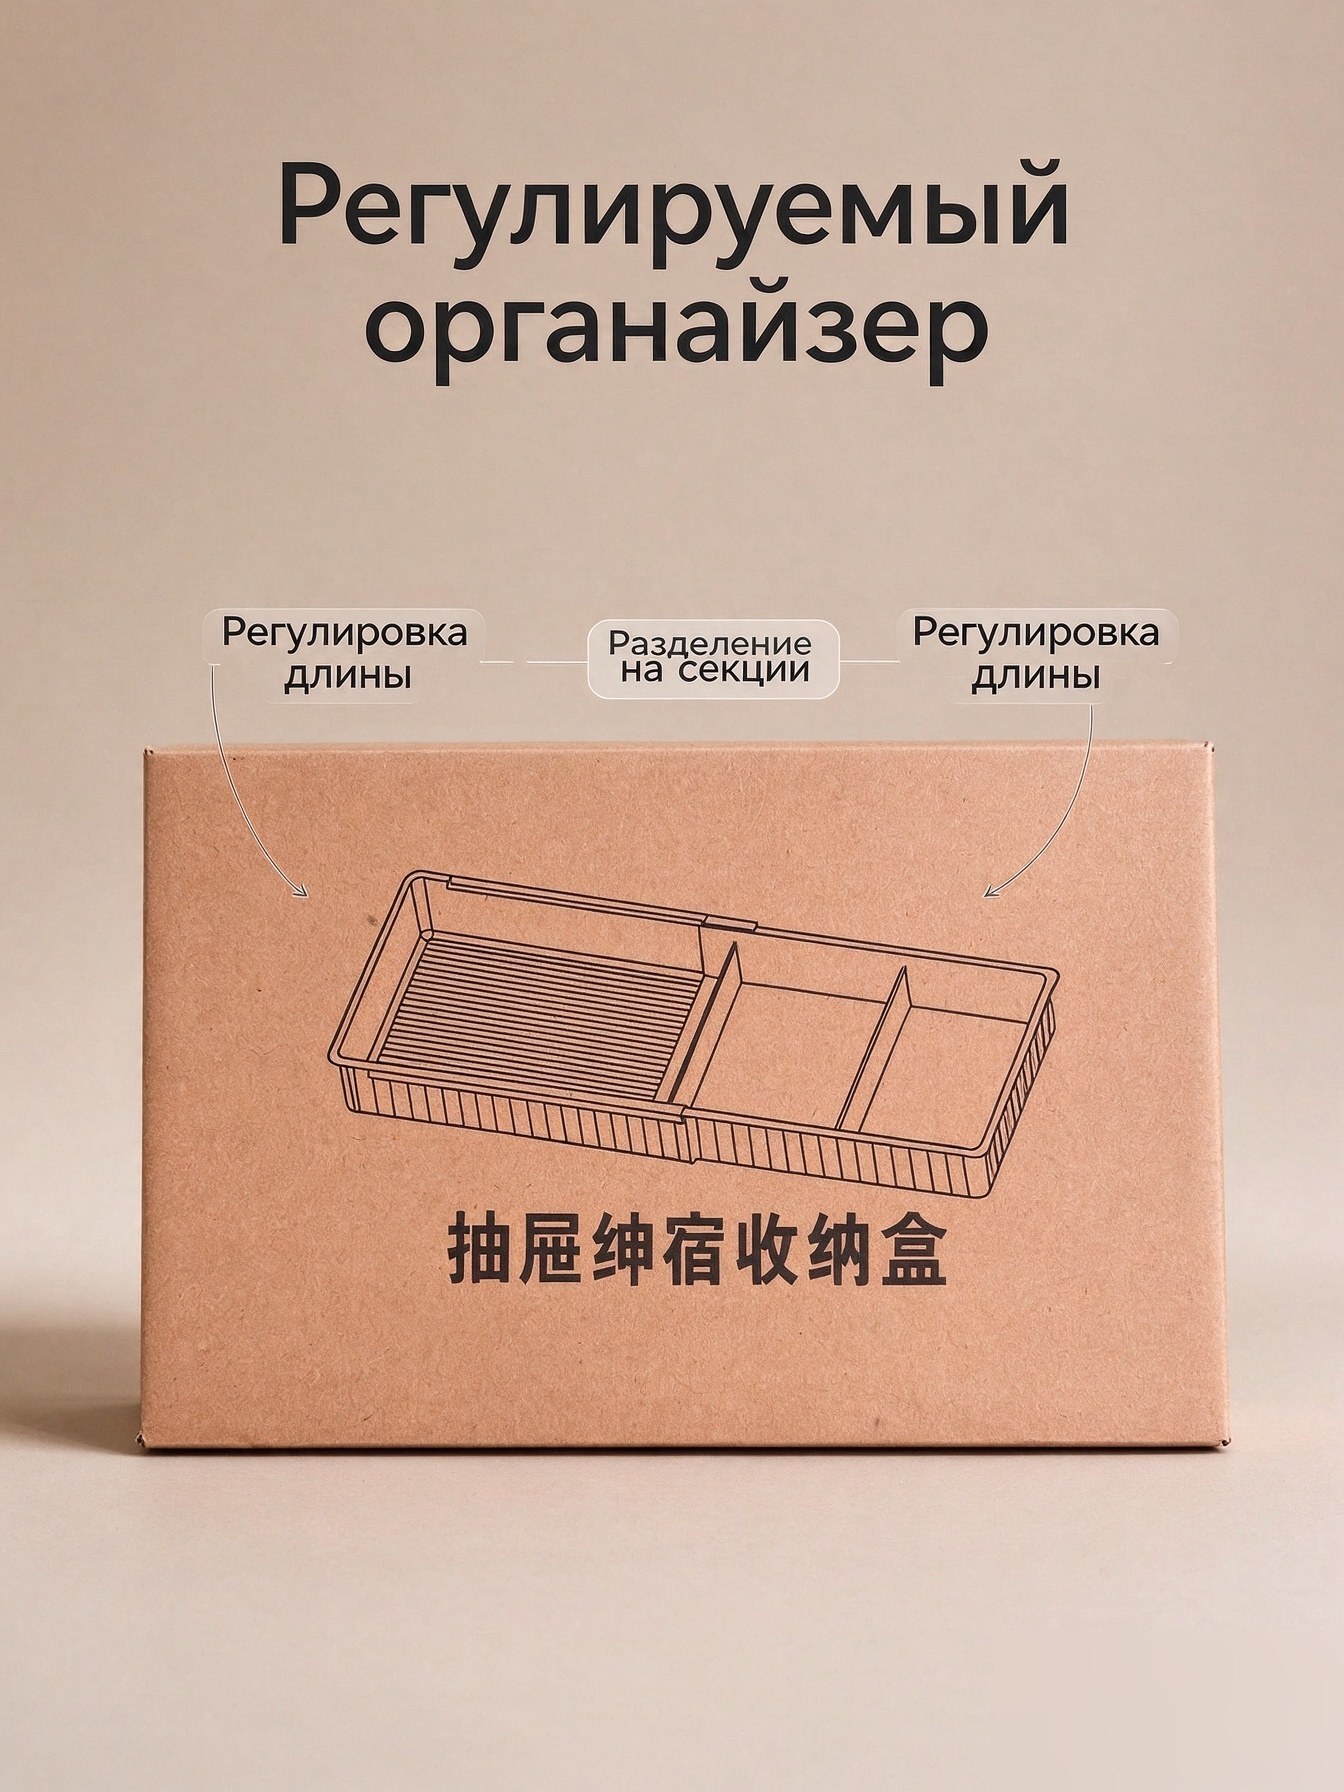 Регулируемый
органайзер
Регулировка
длины
Разделение
на секции
Регулировка
длины
抽屉绅宿收纳盒